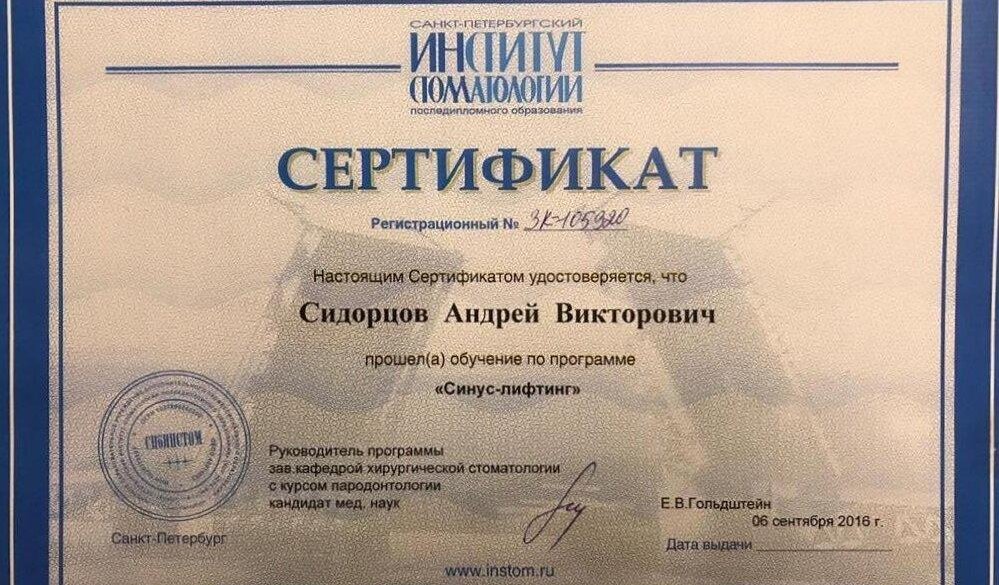 САНКТ-ПЕТЕРБУРГСКИЙ
ИНСТИТУТ
СТОМАТОЛОГИИ
последипломного образования
СЕРТИФИКАТ
Регистрационный № ЗК-105920
Настоящим Сертификатом удостоверяется, что
Сидорцов Андрей Викторович
прошел(а) обучение по программе
«Синус-лифтинг»
СПбИНСТОМ
Руководитель программы
зав.кафедрой хирургической стоматологии
с курсом пародонтологии
кандидат мед. наук
Е.В.Гольдштейн
06 сентября 2016 г.
Санкт-Петербург
Дата выдачи
www.instom.ru